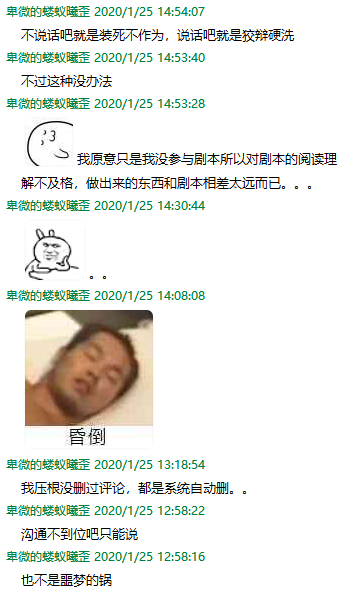 卑微的蝼蚁曦歪 2020/1/25 14:54:07
不说话吧就是装死不作为，说话吧就是狡辩硬洗
卑微的蝼蚁曦歪 2020/1/25 14:53:40
不过这种没办法
卑微的蝼蚁曦歪 2020/1/25 14:53:28
我原意只是我没参与剧本所以对剧本的阅读理
解不及格，做出来的东西和剧本相差太远而已。。。
卑微的蝼蚁曦歪 2020/1/25 14:30:44
。。
卑微的蝼蚁曦歪 2020/1/25 14:08:08
昏倒
卑微的蝼蚁曦歪 2020/1/25 13:18:54
我压根没删过评论，都是系统自动删。。
卑微的蝼蚁曦歪 2020/1/25 12:58:22
沟通不到位吧只能说
卑微的蝼蚁曦歪 2020/1/25 12:58:16
也不是噩梦的锅